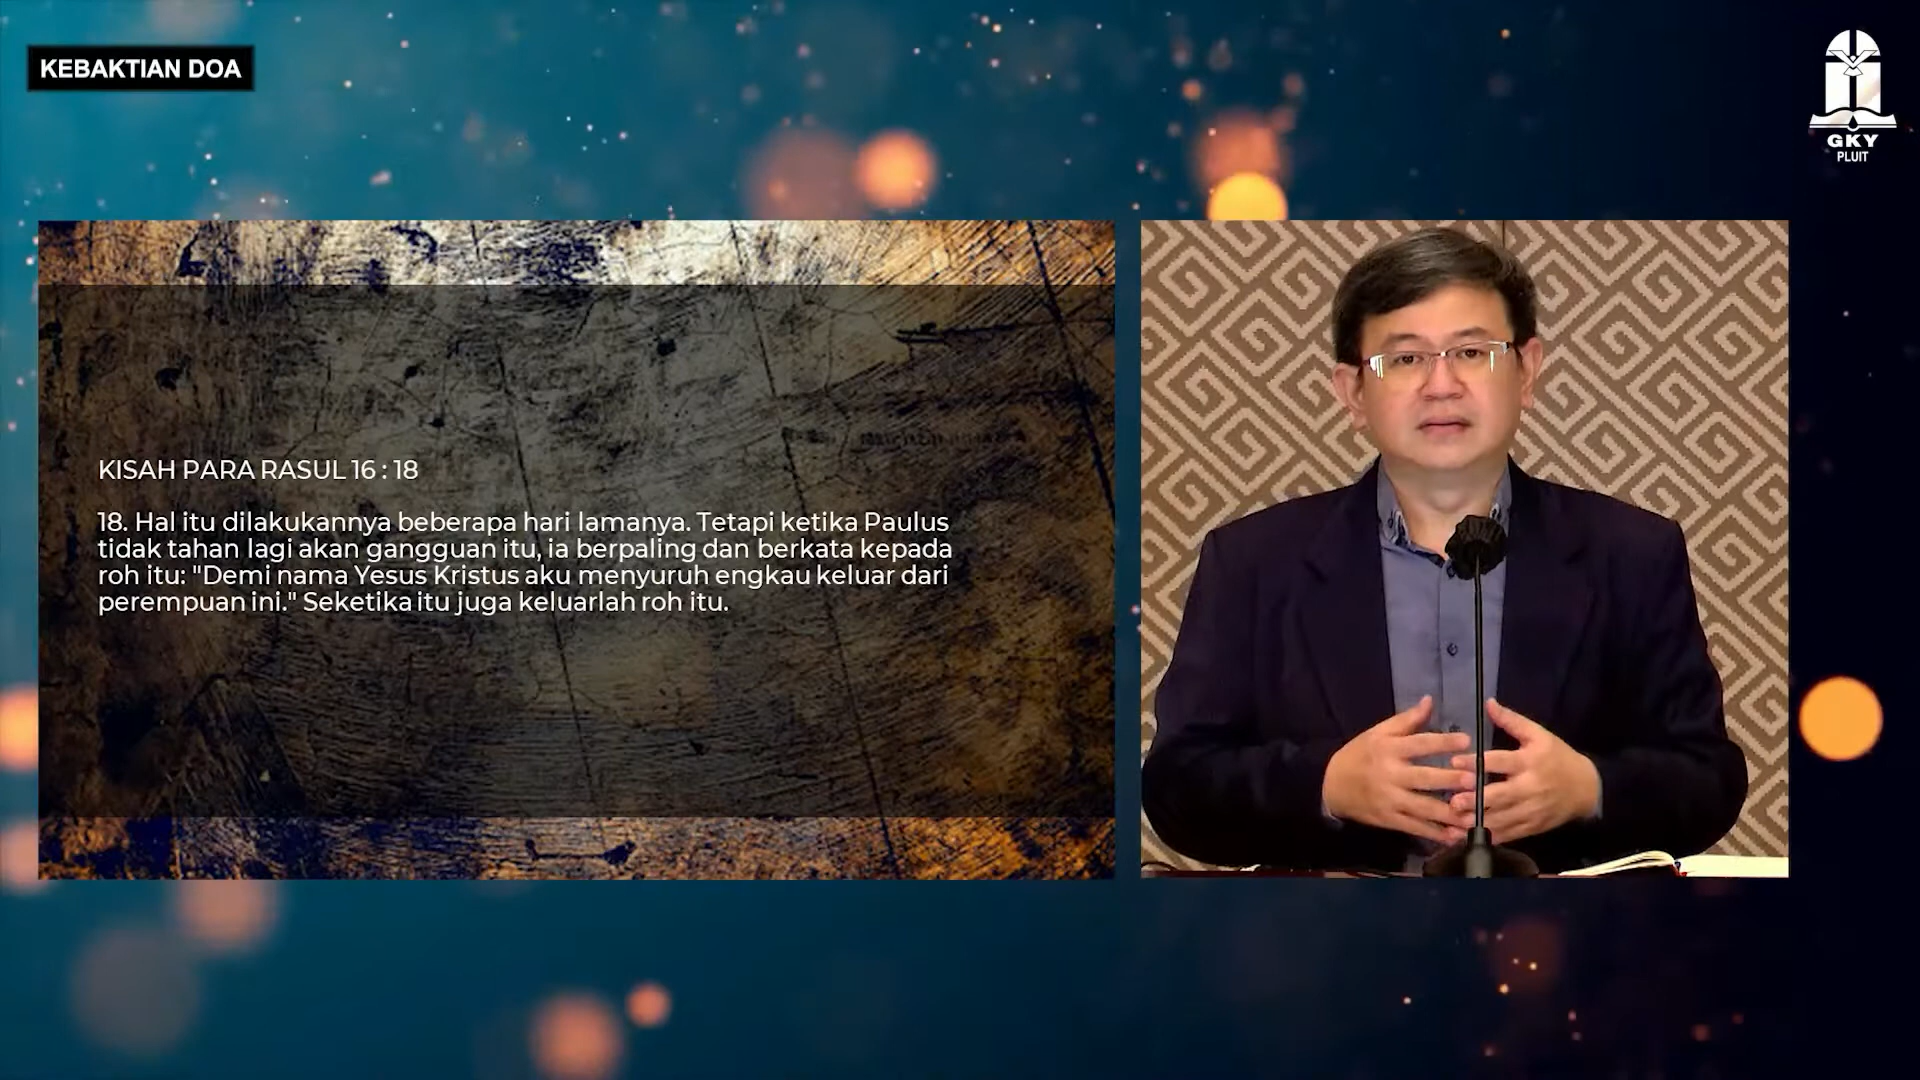 KEBAKTIAN DOA
GKY
PLUIT
KISAH PARA RASUL 16 : 18
18. Hal itu dilakukannya beberapa hari lamanya. Tetapi ketika Paulus
tidak tahan lagi akan gangguan itu, ia berpaling dan berkata kepada
roh itu: "Demi nama Yesus Kristus aku menyuruh engkau keluar dari
perempuan ini." Seketika itu juga keluarlah roh itu.